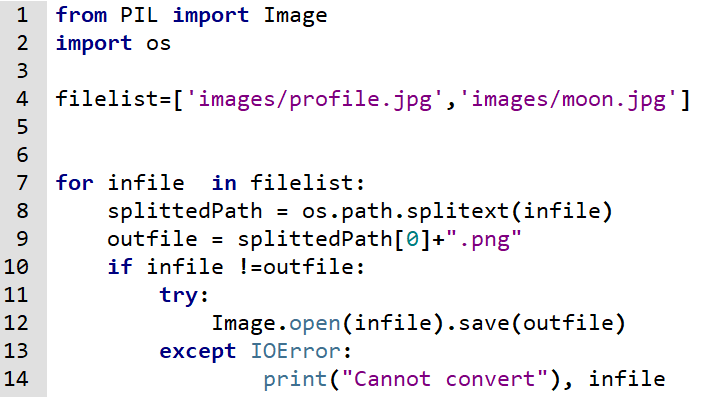 1 from PIL import Image
2 import os
3
4 filelist=['images/profile.jpg','images/moon.jpg']
5
6
7 for infile  in filelist:
8     splittedPath = os.path.splitext(infile)
9     outfile = splittedPath[0]+".png"
10     if infile !=outfile:
11         try:
12             Image.open(infile).save(outfile)
13         except IOError:
14                 print("Cannot convert"), infile